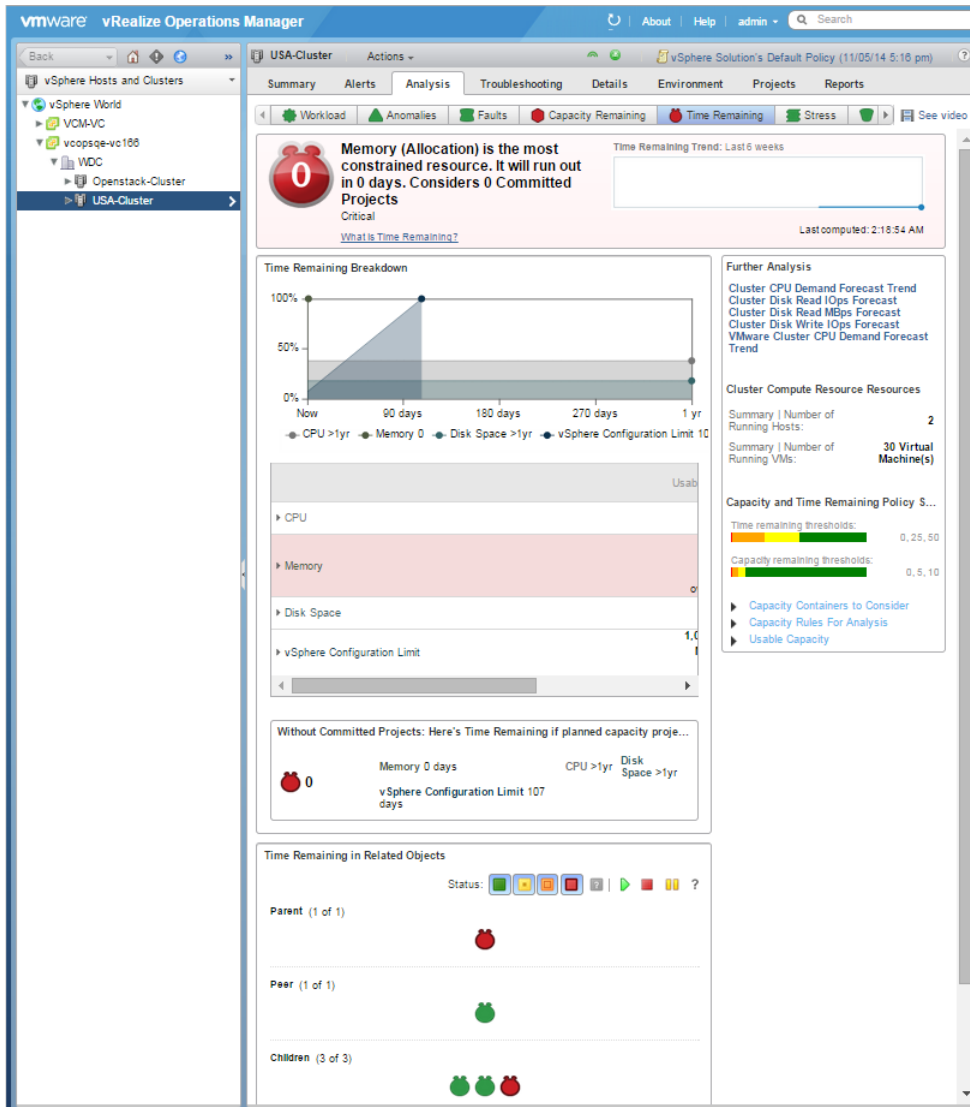 vmware vRealize Operations Manager
About Help admin Search
Back
vSphere Hosts and Clusters
vSphere World
VCM-VC
vcopsqe-vc166
WDC
Openstack-Cluster
USA-Cluster
USA-Cluster Actions vSphere Solution's Default Policy (11/05/14 5:16 pm) ?
Summary Alerts Analysis Troubleshooting Details Environment Projects Reports
Workload Anomalies Faults Capacity Remaining Time Remaining Stress See video
0
Memory (Allocation) is the most
constrained resource. It will run out
in 0 days. Considers 0 Committed
Projects
Critical
What is Time Remaining?
Time Remaining Trend: Last 6 weeks
Last computed: 2:18:54 AM
Time Remaining Breakdown
100%
50%
0%
Now 90 days 180 days 270 days 1 yr
CPU >1yr Memory 0 Disk Space >1yr vSphere Configuration Limit 10
Usab
CPU
Memory
Disk Space
1,0
vSphere Configuration Limit
Without Committed Projects: Here's Time Remaining if planned capacity proje...
0
Memory 0 days CPU >1yr Disk
Space >1yr
vSphere Configuration Limit 107
days
Further Analysis
Cluster CPU Demand Forecast Trend
Cluster Disk Read IOps Forecast
Cluster Disk Read MBps Forecast
Cluster Disk Write IOps Forecast
VMware Cluster CPU Demand Forecast
Trend
Cluster Compute Resource Resources
Summary | Number of
Running Hosts: 2
Summary | Number of 30 Virtual
Running VMs: Machine(s)
Capacity and Time Remaining Policy S...
Time remaining thresholds:
0, 25, 50
Capacity remaining thresholds:
0, 5, 10
Capacity Containers to Consider
Capacity Rules For Analysis
Usable Capacity
Time Remaining in Related Objects
Status: ? ?
Parent (1 of 1)
Peer (1 of 1)
Children (3 of 3)